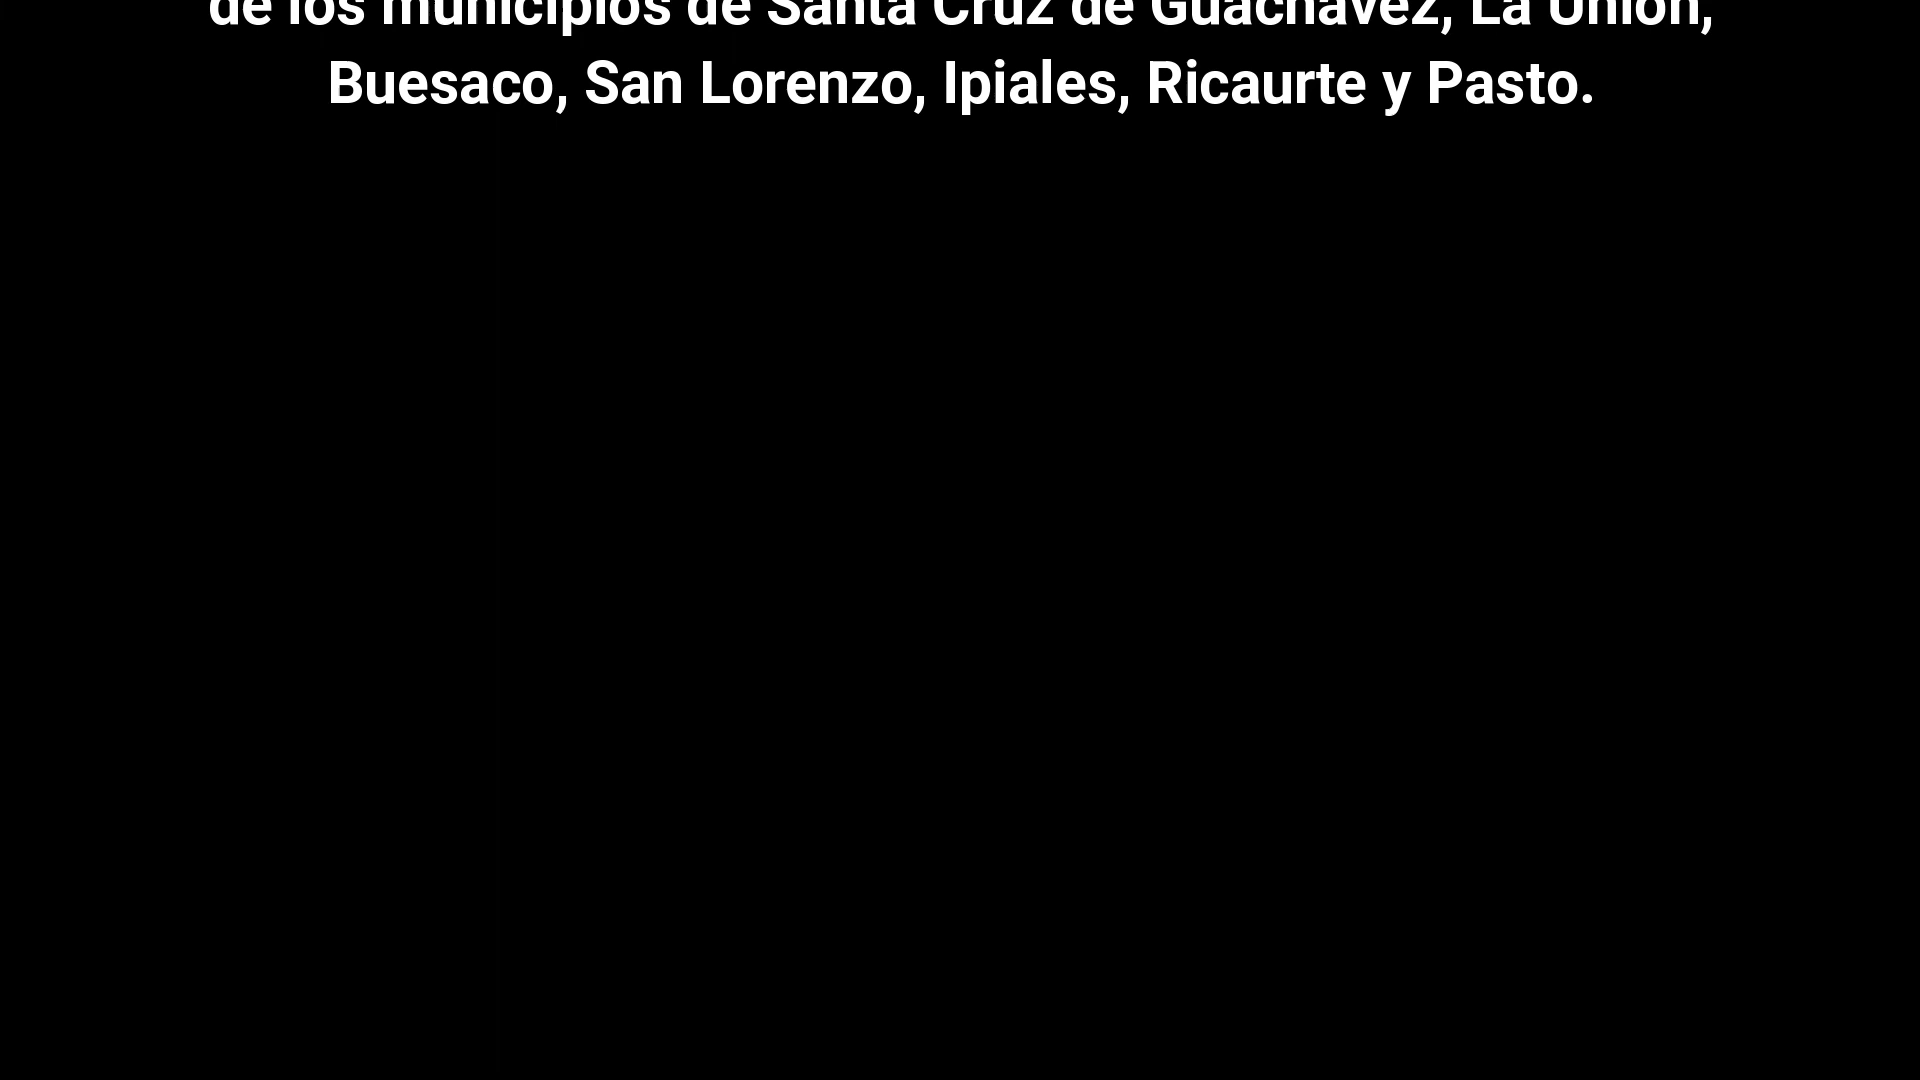 de los municipios de Santa Cruz de Guachavez, La Unión,
Buesaco, San Lorenzo, Ipiales, Ricaurte y Pasto.